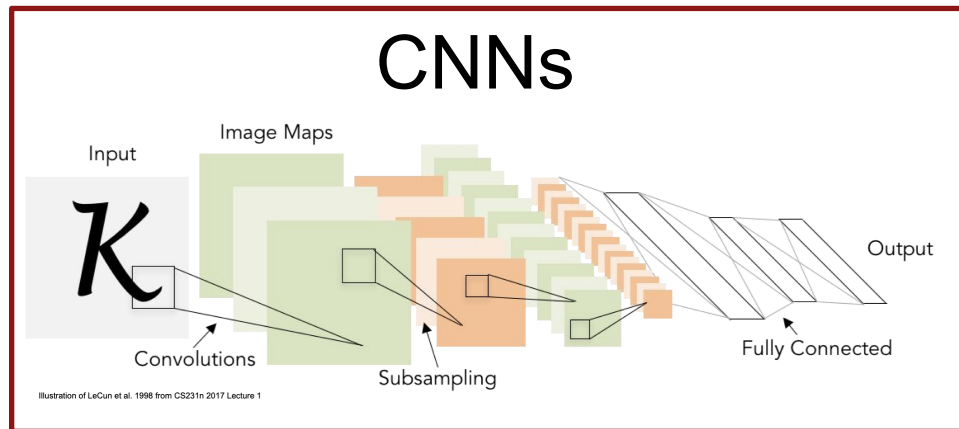 CNNs
Image Maps
Input
K
Output
Convolutions
Subsampling
Fully Connected
Illustration of LeCun et al. 1998 from CS231n 2017 Lecture 1